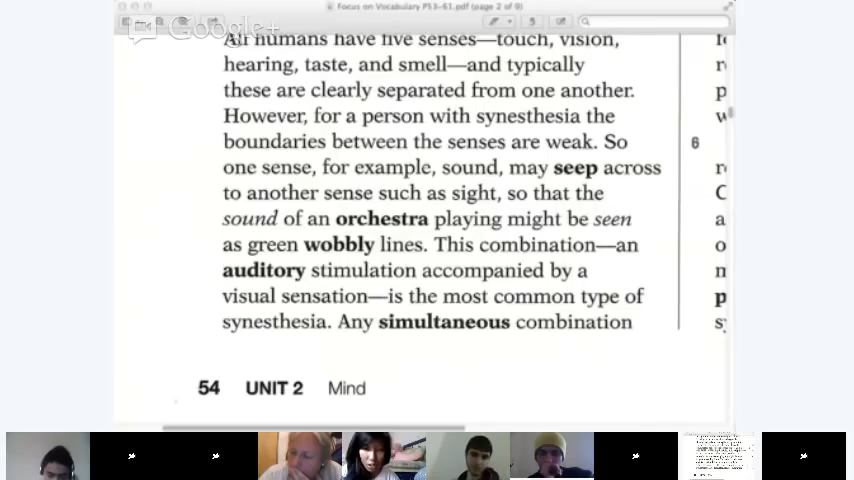 Focus on Vocabulary P53-61.pdf (page 2 of 9)
Google+
All humans have five senses—touch, vision,
hearing, taste, and smell—and typically
these are clearly separated from one another.
However, for a person with synesthesia the
boundaries between the senses are weak. So
one sense, for example, sound, may seep across
to another sense such as sight, so that the
sound of an orchestra playing might be seen
as green wobbly lines. This combination—an
auditory stimulation accompanied by a
visual sensation—is the most common type of
synesthesia. Any simultaneous combination
6
54 UNIT 2 Mind